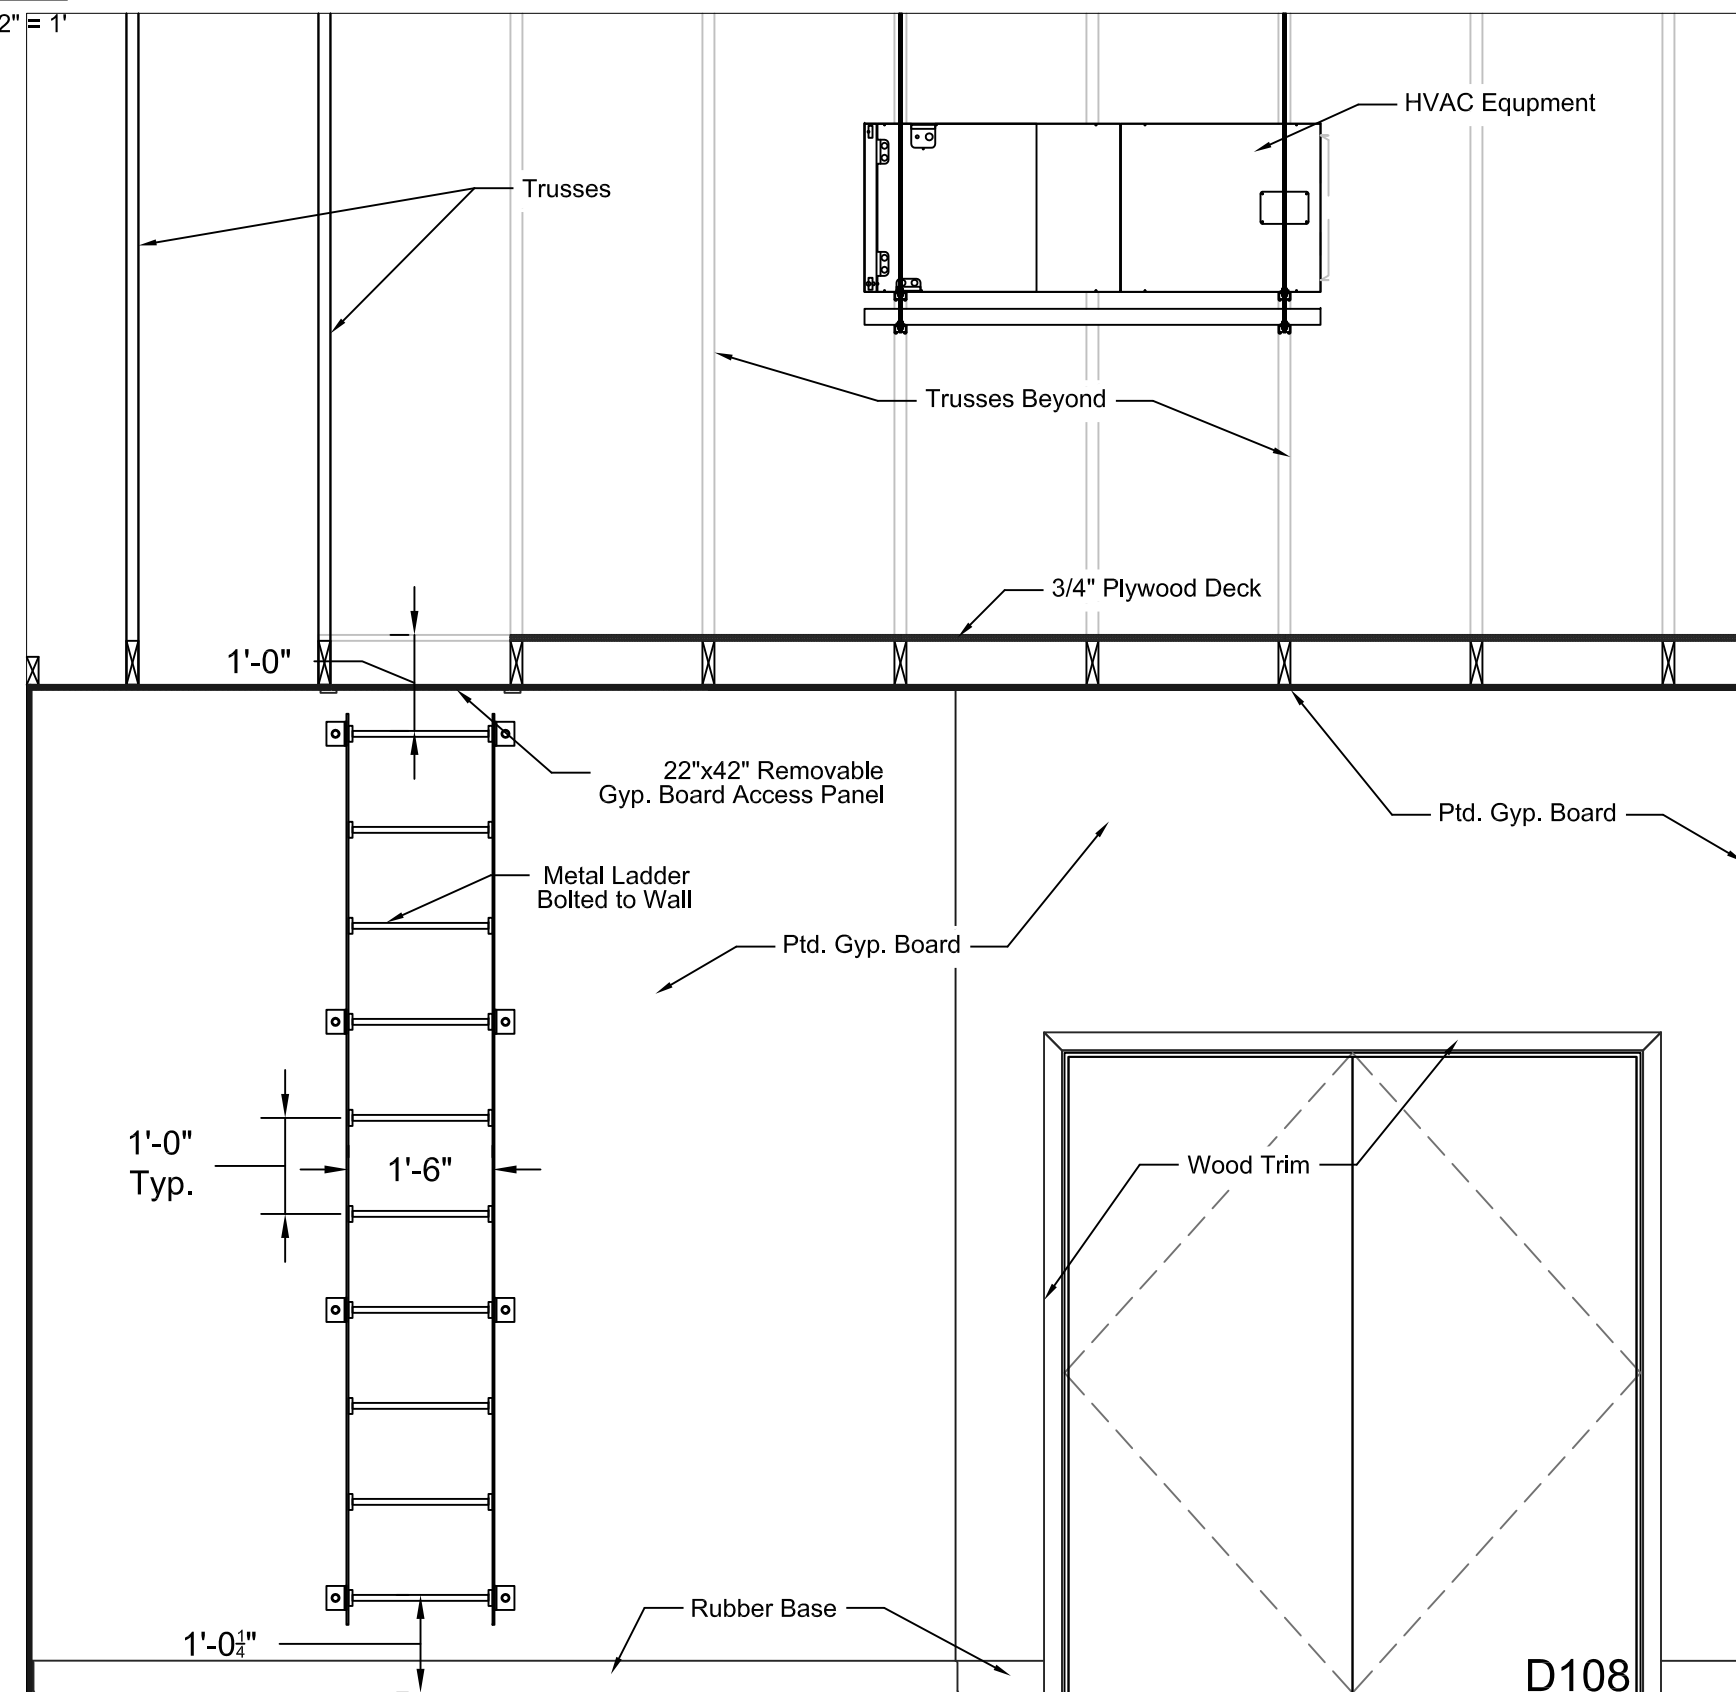 2" = 1'
HVAC Equpment
Trusses
Trusses Beyond
3/4" Plywood Deck
1'-0"
22"x42" Removable
Gyp. Board Access Panel
Ptd. Gyp. Board
Metal Ladder
Bolted to Wall
Ptd. Gyp. Board
1'-0"
Typ.
1'-6"
Wood Trim
Rubber Base
1'-0¼"
D108